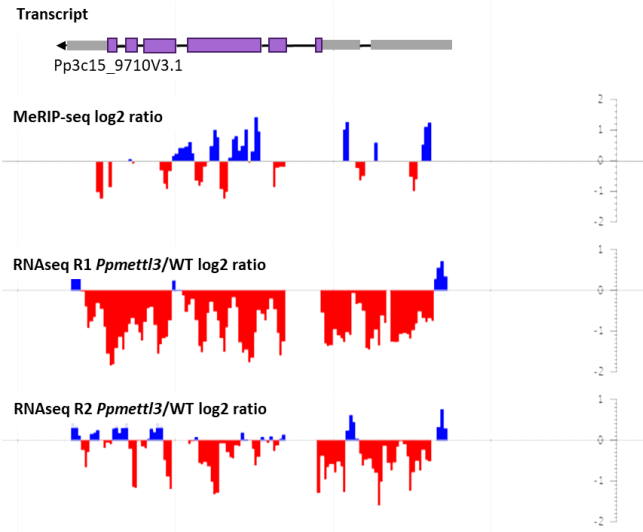 Transcript
Pp3c15_9710V3.1
MeRIP-seq log2 ratio
2
1
0
-1
-2
RNAseq R1 Ppmettl3/WT log2 ratio
1
0
-1
-2
RNAseq R2 Ppmettl3/WT log2 ratio
1
0
-1
-2